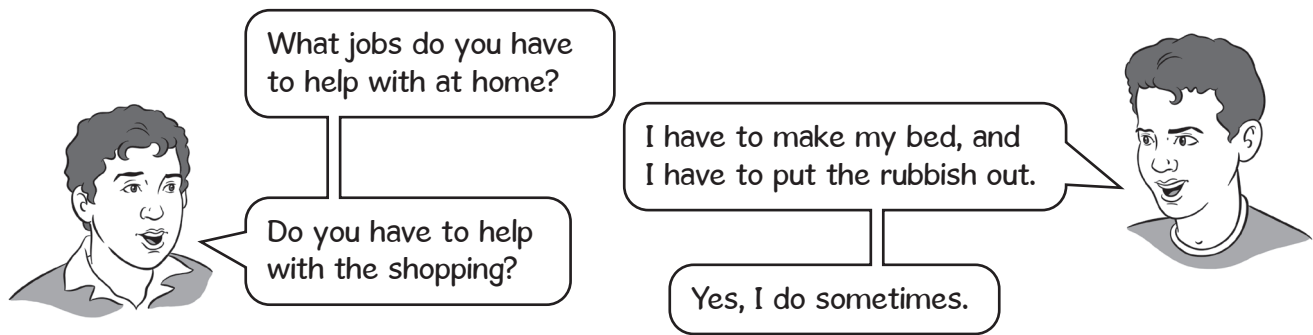 What jobs do you have
to help with at home?
I have to make my bed, and
I have to put the rubbish out.
Do you have to help
with the shopping?
Yes, I do sometimes.